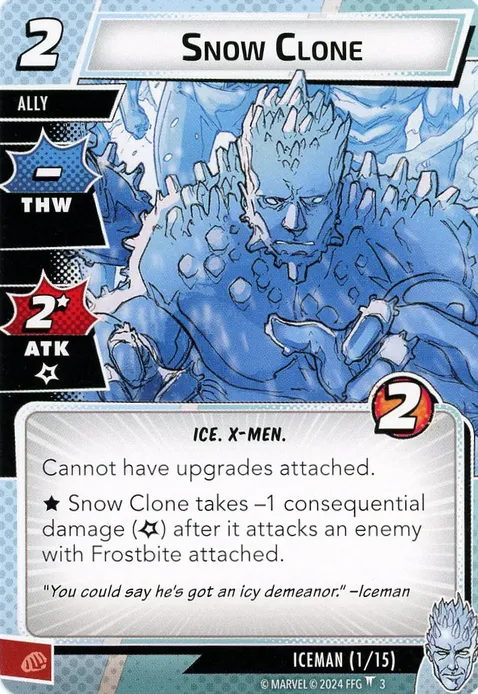 2
SNOW CLONE
ALLY
-
THW
2★
ATK
2
ICE. X-MEN.
Cannot have upgrades attached.
★ Snow Clone takes –1 consequential
damage () after it attacks an enemy
with Frostbite attached.
"You could say he's got an icy demeanor." –Iceman
ICEMAN (1/15)
© MARVEL © 2024 FFG 3